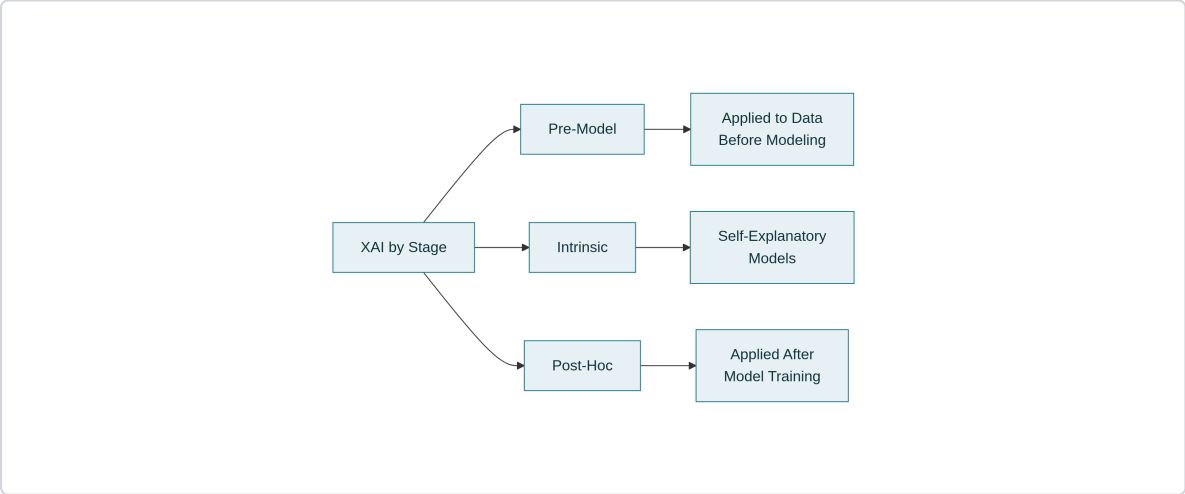 Pre-Model
Applied to Data
Before Modeling
XAI by Stage
Intrinsic
Self-Explanatory
Models
Post-Hoc
Applied After
Model Training